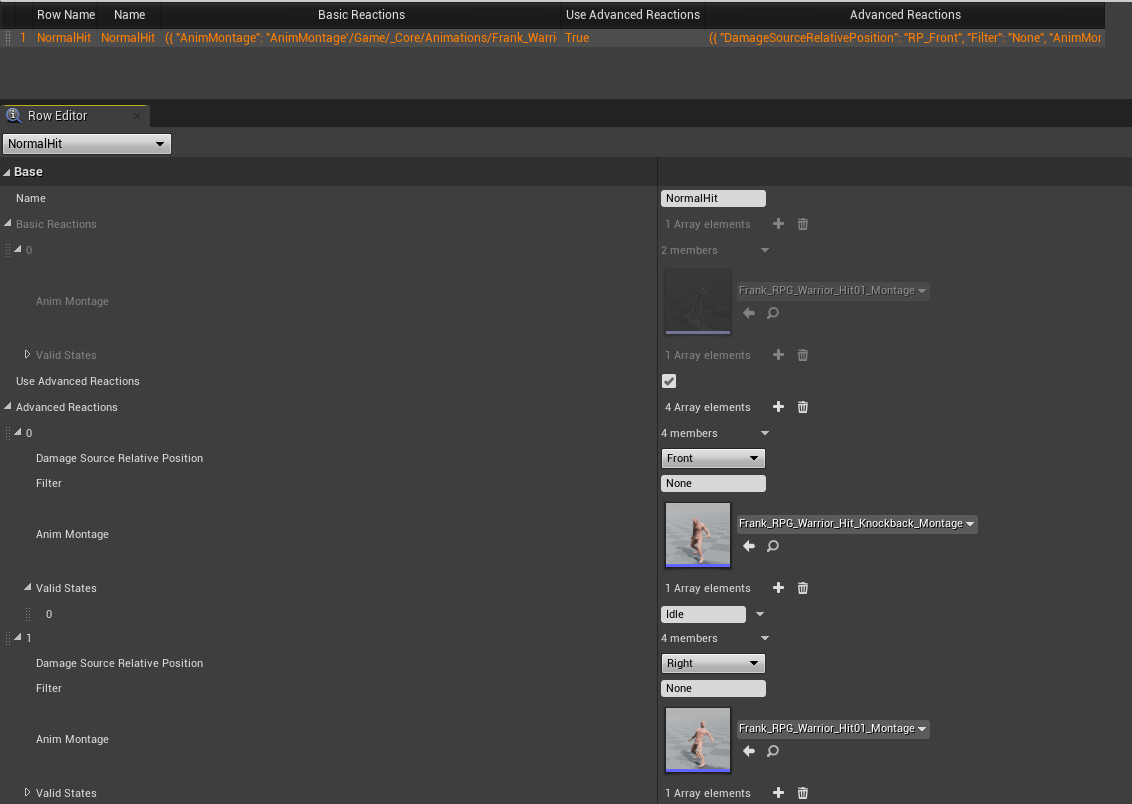 Row Name Name Basic Reactions Use Advanced Reactions Advanced Reactions
1 NormalHit NormalHit ({ "AnimMontage": "AnimMontage'/Game/_Core/Animations/Frank_Warri True ({ "DamageSourceRelativePosition": "RP_Front", "Filter": "None", "AnimMon
Row Editor
NormalHit
Base
Name NormalHit
Basic Reactions 1 Array elements
0 2 members
Anim Montage Frank_RPG_Warrior_Hit01_Montage
Valid States 1 Array elements
Use Advanced Reactions
Advanced Reactions 4 Array elements
0 4 members
Damage Source Relative Position Front
Filter None
Anim Montage Frank_RPG_Warrior_Hit_Knockback_Montage
Valid States 1 Array elements
0 Idle
1 4 members
Damage Source Relative Position Right
Filter None
Anim Montage Frank_RPG_Warrior_Hit01_Montage
Valid States 1 Array elements